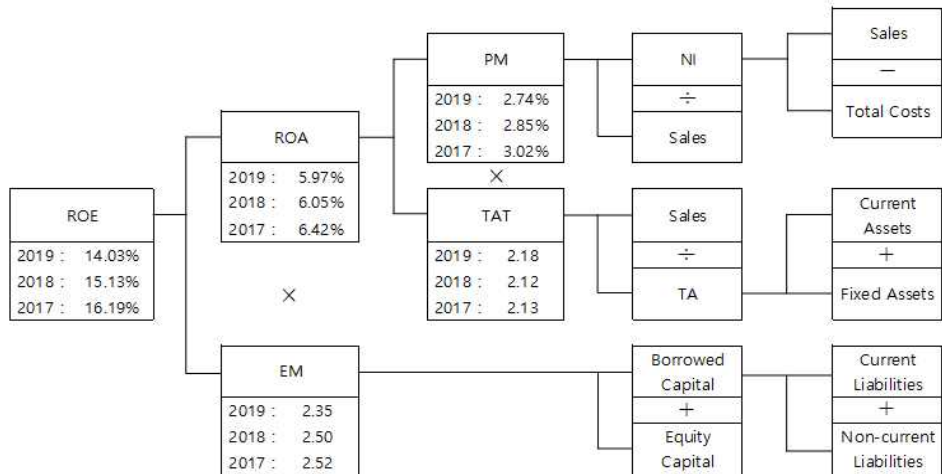 ROE
2019 : 14.03%
2018 : 15.13%
2017 : 16.19%
×
ROA
2019 : 5.97%
2018 : 6.05%
2017 : 6.42%
EM
2019 : 2.35
2018 : 2.50
2017 : 2.52
PM
2019 : 2.74%
2018 : 2.85%
2017 : 3.02%
×
TAT
2019 : 2.18
2018 : 2.12
2017 : 2.13
NI
÷
Sales
Sales
÷
TA
Borrowed
Capital
+
Equity
Capital
Sales
−
Total Costs
Current
Assets
+
Fixed Assets
Current
Liabilities
+
Non-current
Liabilities